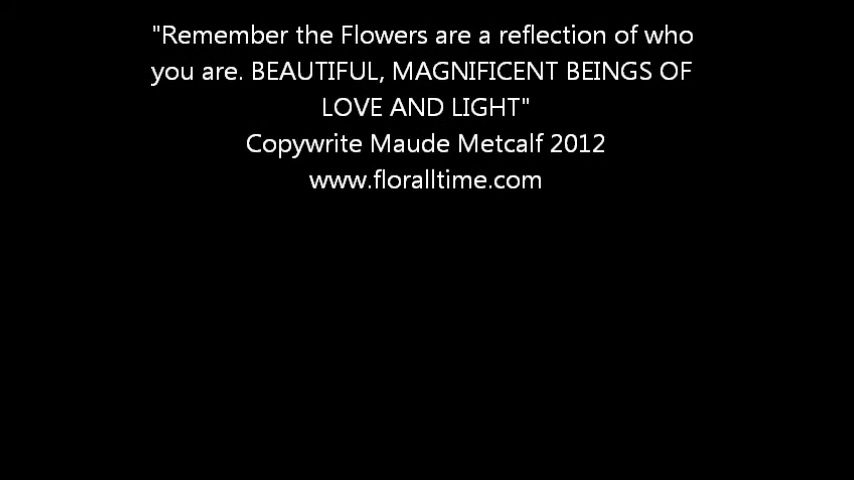 "Remember the Flowers are a reflection of who
you are. BEAUTIFUL, MAGNIFICENT BEINGS OF
LOVE AND LIGHT"
Copywrite Maude Metcalf 2012
www.floralltime.com